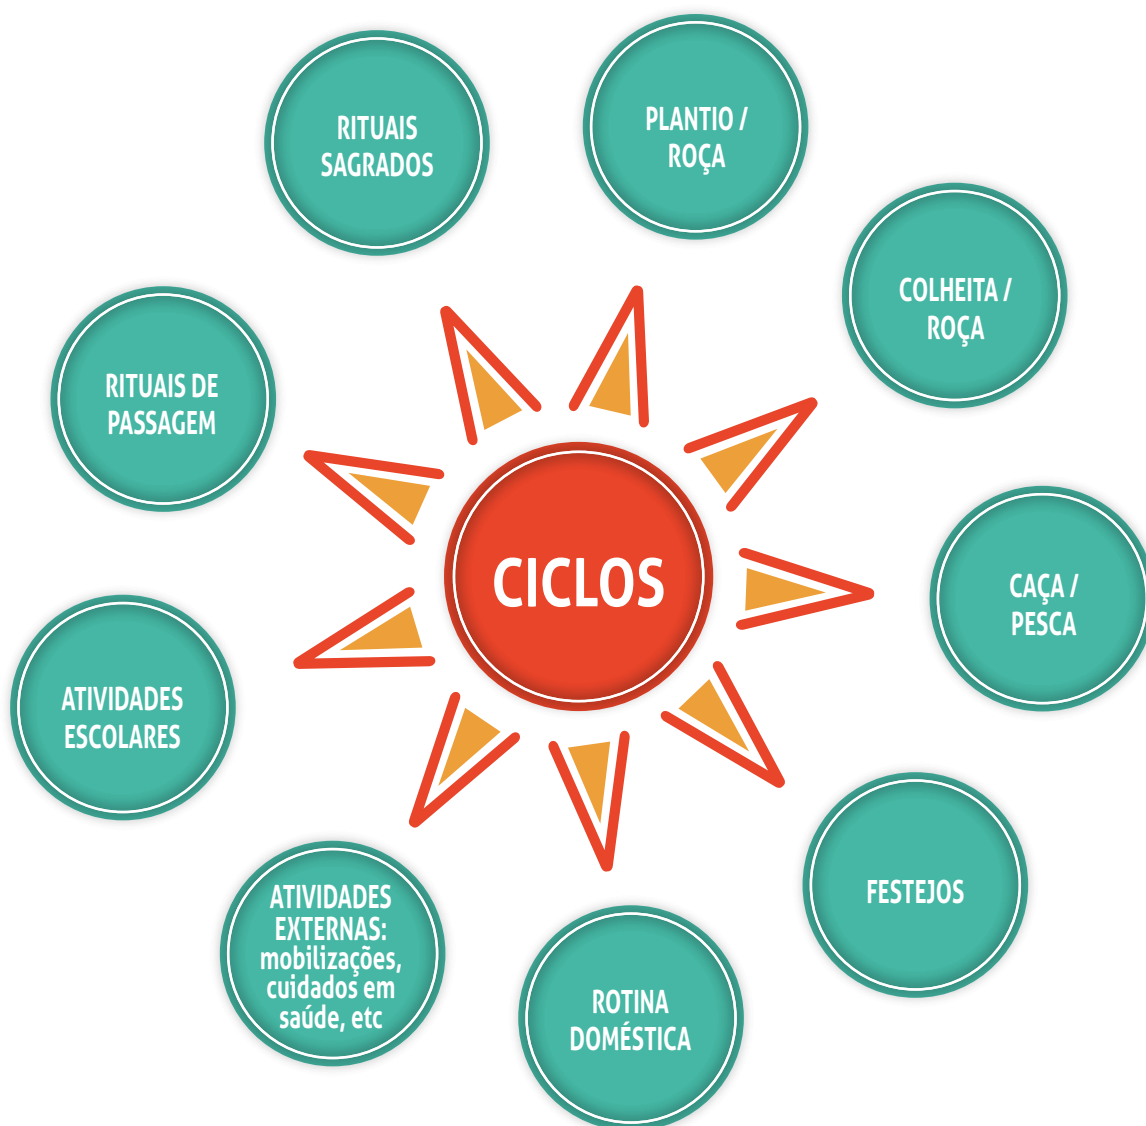 RITUAIS
SAGRADOS
PLANTIO /
ROÇA
COLHEITA /
ROÇA
RITUAIS DE
PASSAGEM
CICLOS
CAÇA /
PESCA
ATIVIDADES
ESCOLARES
FESTEJOS
ATIVIDADES
EXTERNAS:
mobilizações,
cuidados em
saúde, etc
ROTINA
DOMÉSTICA